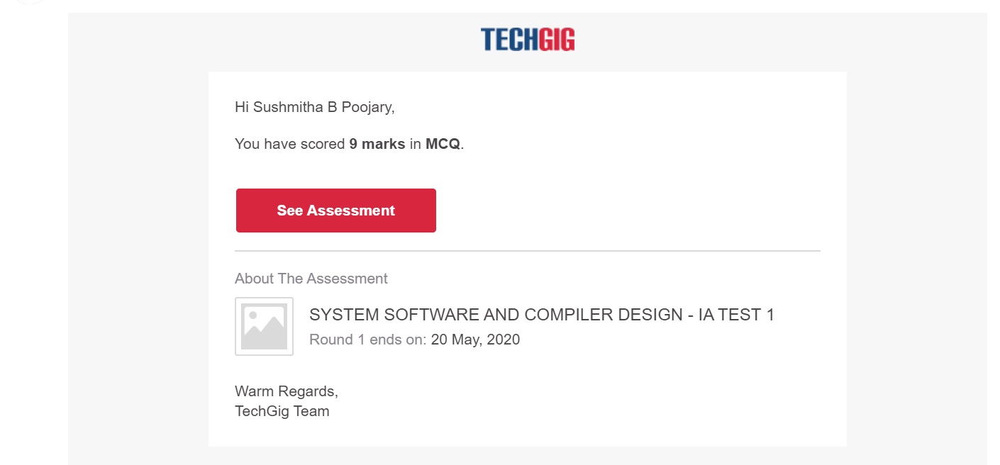 TECHGIG
Hi Sushmitha B Poojary,
You have scored 9 marks in MCQ.
See Assessment
About The Assessment
SYSTEM SOFTWARE AND COMPILER DESIGN - IA TEST 1
Round 1 ends on: 20 May, 2020
Warm Regards,
TechGig Team